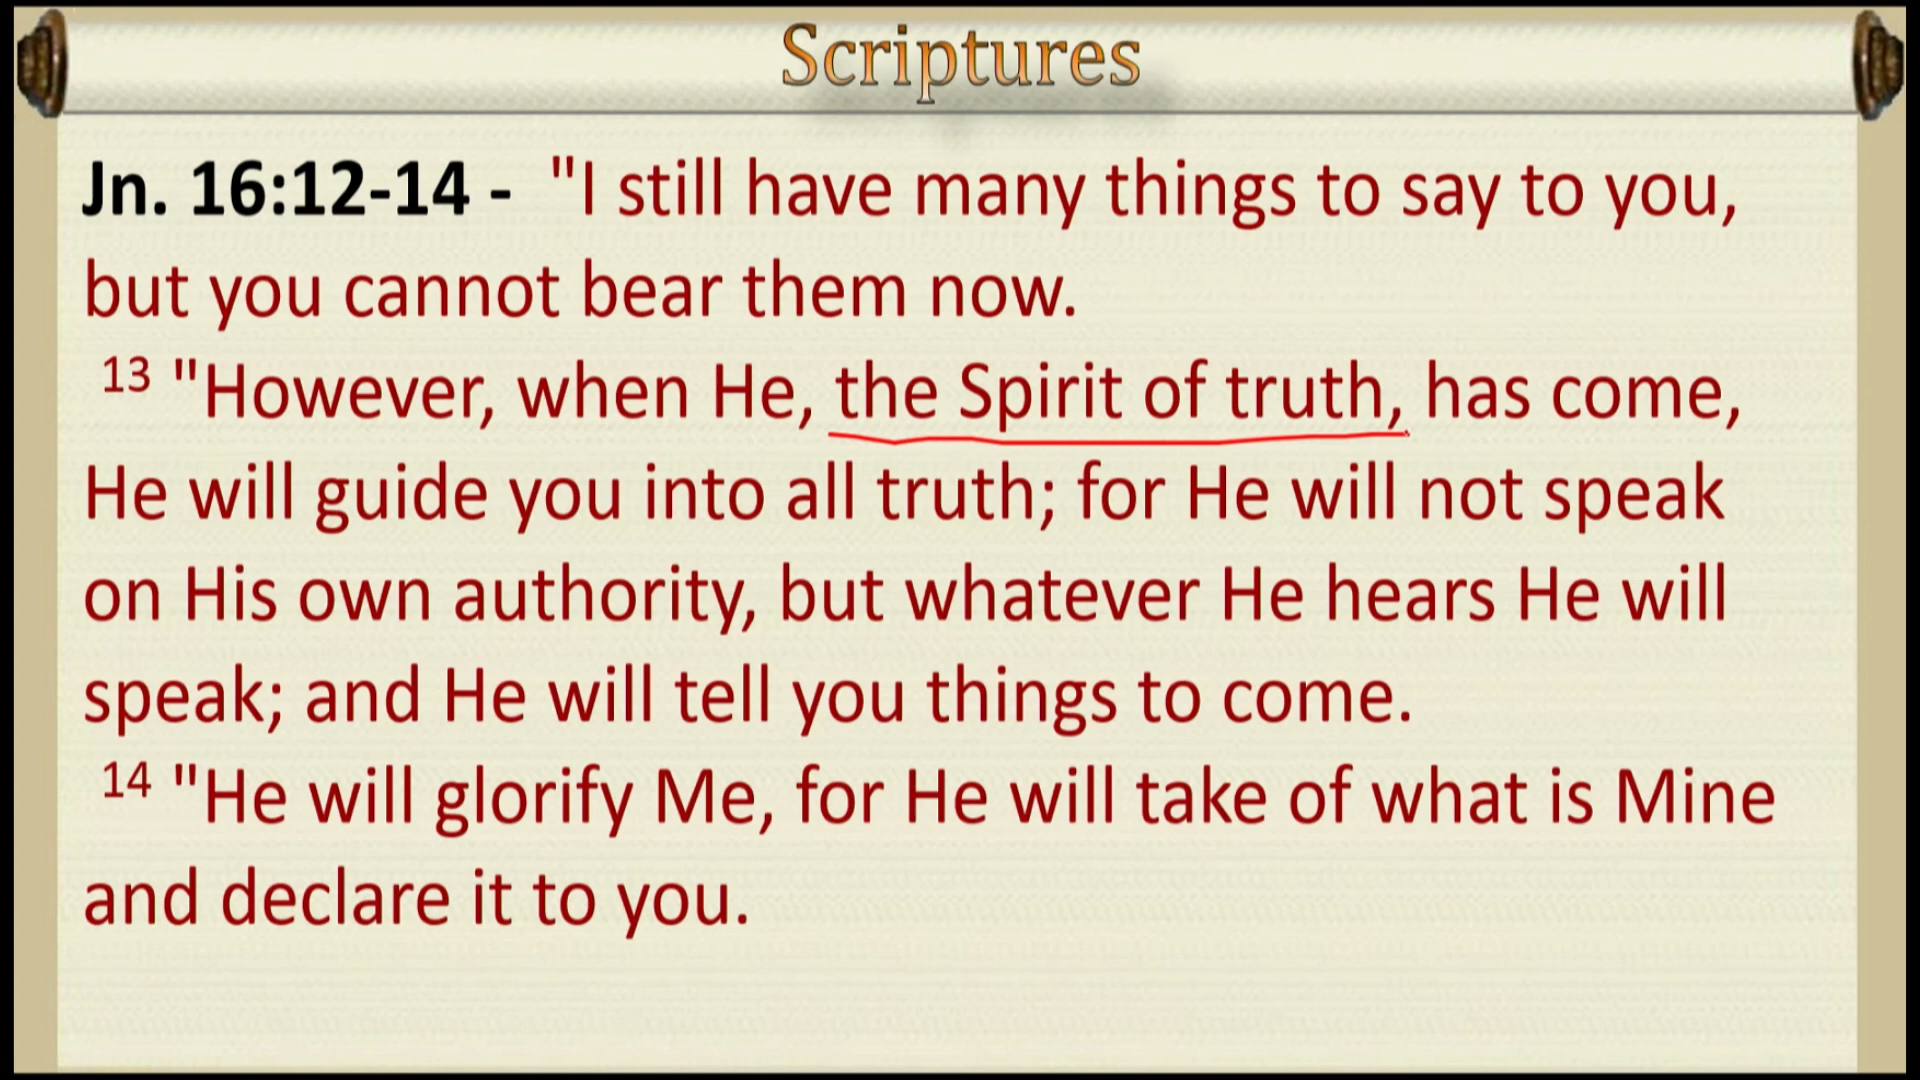 Scriptures
Jn. 16:12-14 - "I still have many things to say to you,
but you cannot bear them now.
13 "However, when He, the Spirit of truth, has come,
He will guide you into all truth; for He will not speak
on His own authority, but whatever He hears He will
speak; and He will tell you things to come.
14 "He will glorify Me, for He will take of what is Mine
and declare it to you.